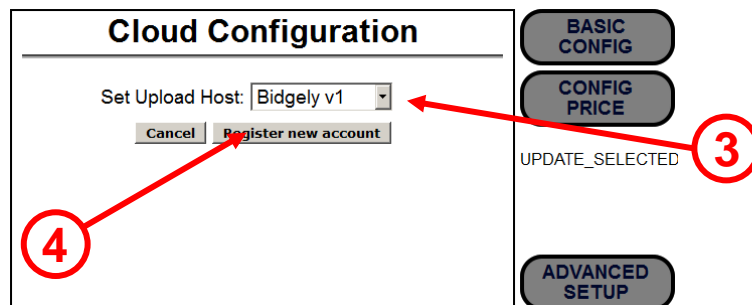 Cloud Configuration
Set Upload Host: Bidgely v1
Cancel Register new account
BASIC
CONFIG
CONFIG
PRICE
UPDATE_SELECTED
ADVANCED
SETUP
3
4